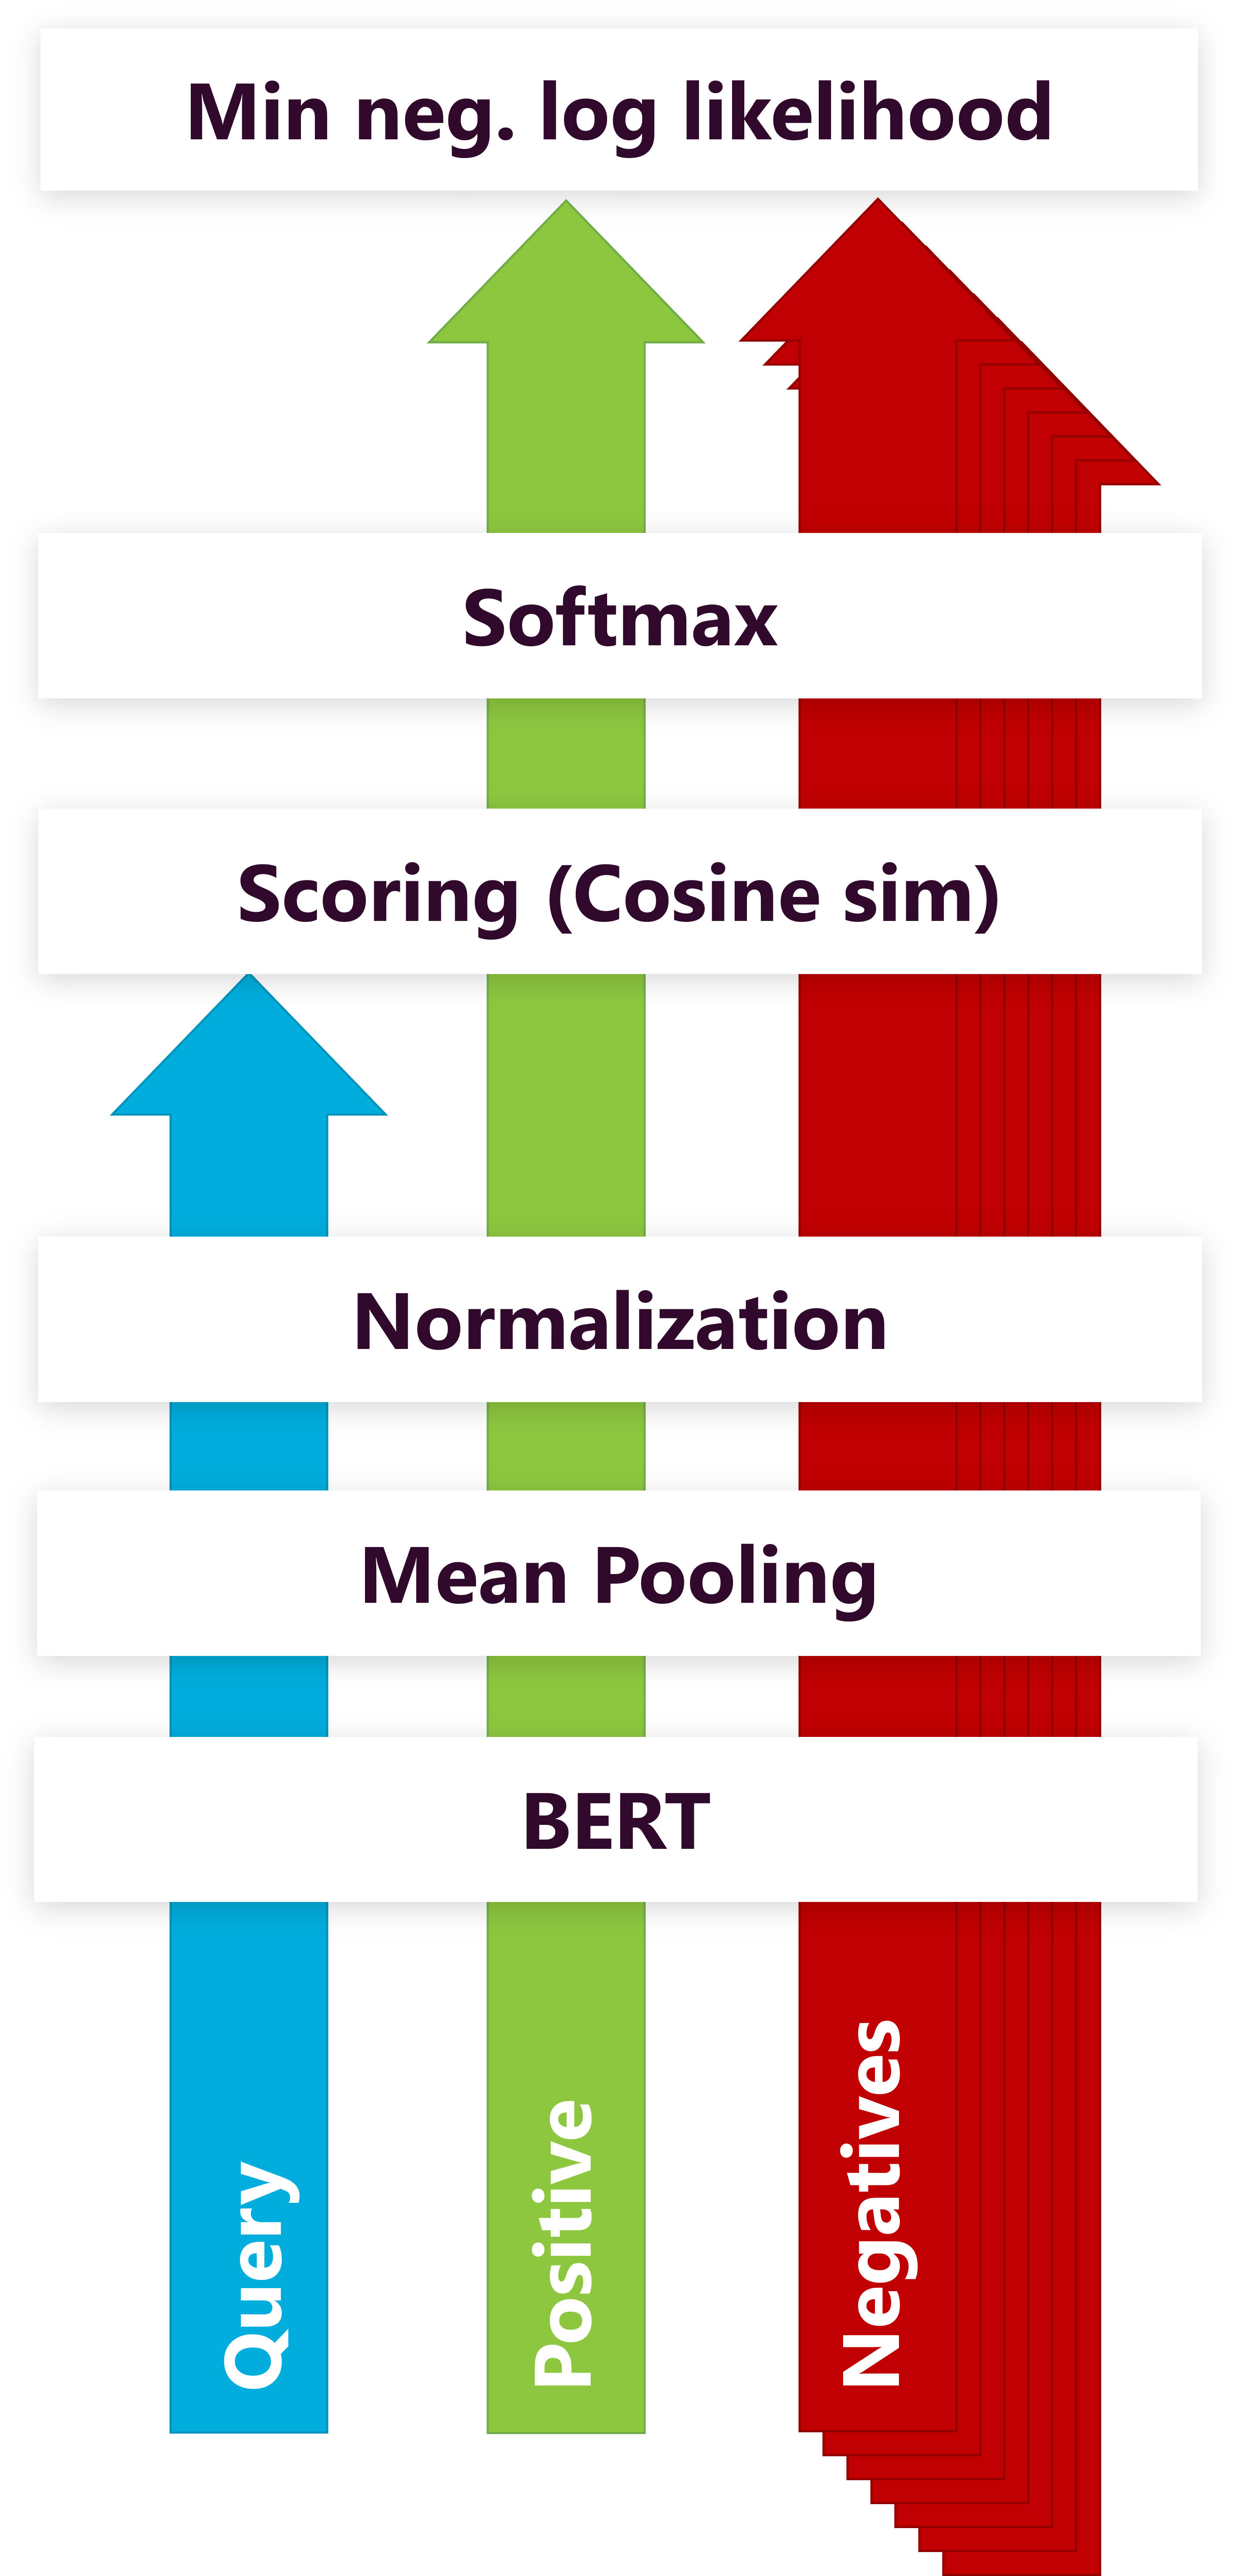 Min neg. log likelihood
Softmax
Scoring (Cosine sim)
Normalization
Mean Pooling
BERT
Query
Positive
Negatives